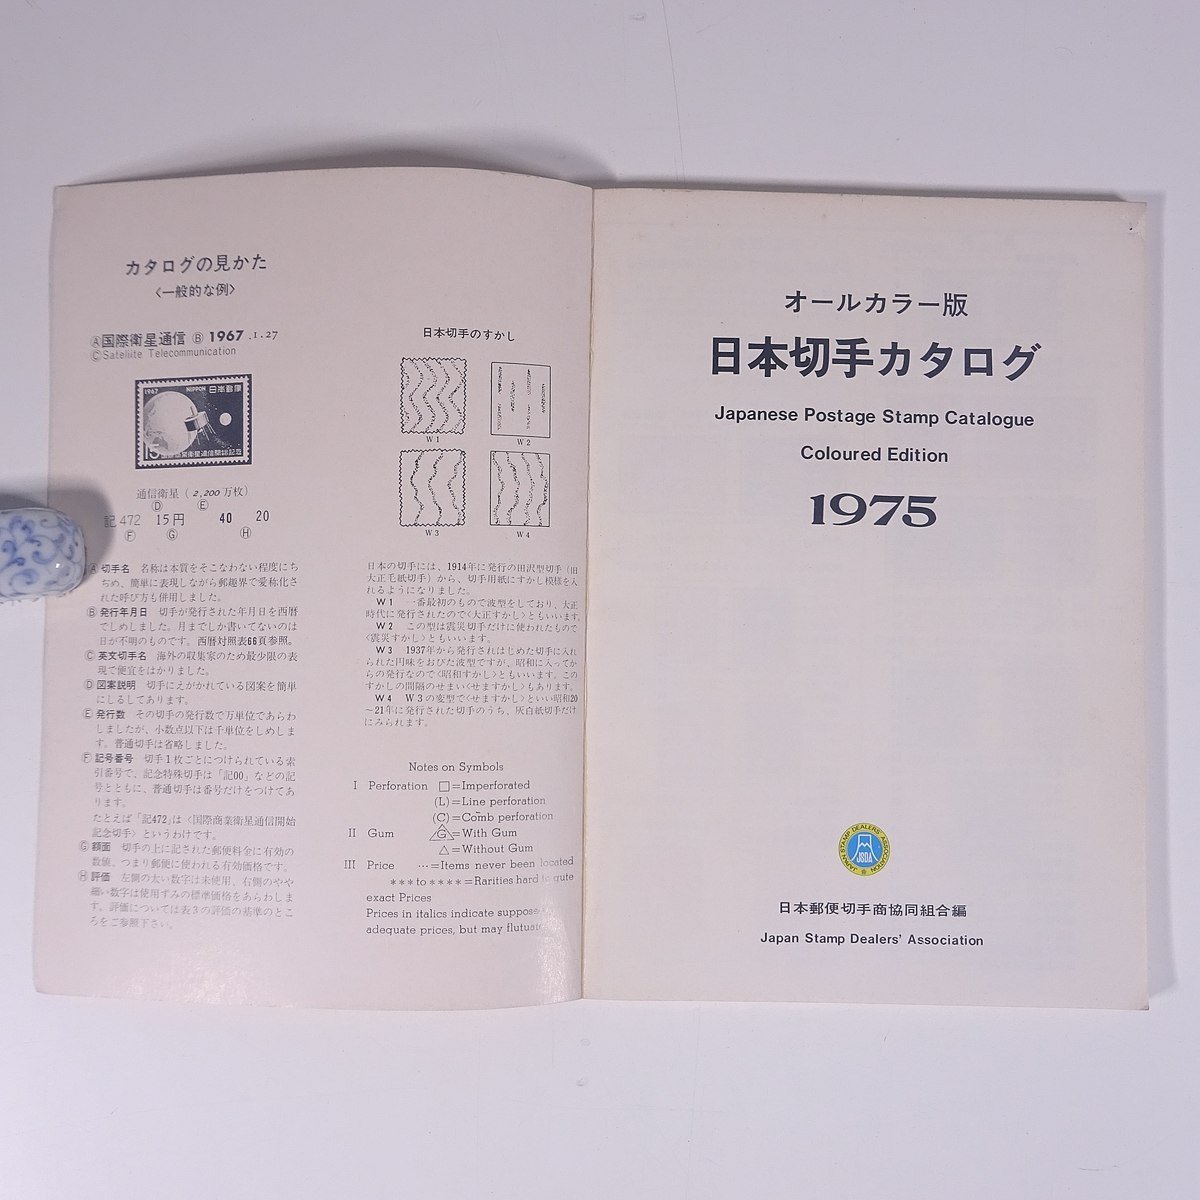 カタログの見かた
〈一般的な例〉
Ⓐ国際衛星通信 Ⓑ 1967 .1.27
ⒸSateliite Telecommunication
1967 NIPPON 日本郵便
15
通信衛星（2,200万枚）
Ⓓ Ⓔ
記472 15円 40 20
Ⓕ Ⓖ Ⓗ
切手名 名称は本質をそこなわない程度にち
ぢめ、簡単に表現しながら郵趣界で愛称化さ
れた呼び方も併用しました。
Ⓑ 発行年月日 切手が発行された年月日を西暦
でしめしました。月までしか書いてないのは
日が不明のものです。西暦対照表66頁参照。
Ⓒ 英文切手名 海外の収集家のため最少限の表
現で便宜をはかりました。
Ⓓ 図案説明 切手にえがかれている図案を簡単
にしるしてあります。
Ⓔ 発行数 その切手の発行数で万単位であらわ
しましたが、小数点以下は千単位をしめしま
す。普通切手は省略しました。
Ⓕ 記号番号 切手1枚ごとにつけられている索
引番号で、記念特殊切手は「記00」などの記
号とともに、普通切手は番号だけをつけてあ
ります。
たとえば「記472」は〈国際商業衛星通信開始
記念切手〉というわけです。
Ⓖ 額面 切手の上に記された郵便料金に有効の
数値、つまり郵便に使われる有効価格です。
Ⓗ 評価 左側の太い数字は未使用、右側のやや
細い数字は使用ずみの標準価格をあらわしま
す。評価については表3の評価の基準のとこ
ろをご参照下さい。
日本切手のすかし
W1 W2
W3 W4
日本の切手には、1914年に発行の田沢型切手（旧
大正毛紙切手）から、切手用紙にすかし模様を入
れるようになりました。
W1 一番最初のもので波型をしており、大正
時代に発行されたので〈大正すかし〉ともいいます。
W2 この型は震災切手だけに使われたもので
〈震災すかし〉ともいいます。
W3 1937年から発行されはじめた切手に入れ
られた円味をおびた波型ですが、昭和に入ってか
らの発行なので〈昭和すかし〉ともいいます。この
すかしの間隔のせまい〈せますかし〉もあります。
W4 W3の変型で〈せますかし〉といい昭和20
～21年に発行された切手のうち、灰白紙切手だけ
にみられます。
Notes on Symbols
I Perforation □=Imperforated
(L)=Line perforation
(C)=Comb perforation
II Gum G=With Gum
△=Without Gum
III Price …=Items never been located
***to****=Rarities hard qute
exact Prices
Prices in italics indicate suppose
adequate prices, but may
オールカラー版
日本切手カタログ
Japanese Postage Stamp Catalogue
Coloured Edition
1975
JAPAN STAMP DEALERS' ASSOCIATION
JSDA
日本郵便切手商協同組合編
Japan Stamp Dealers' Association